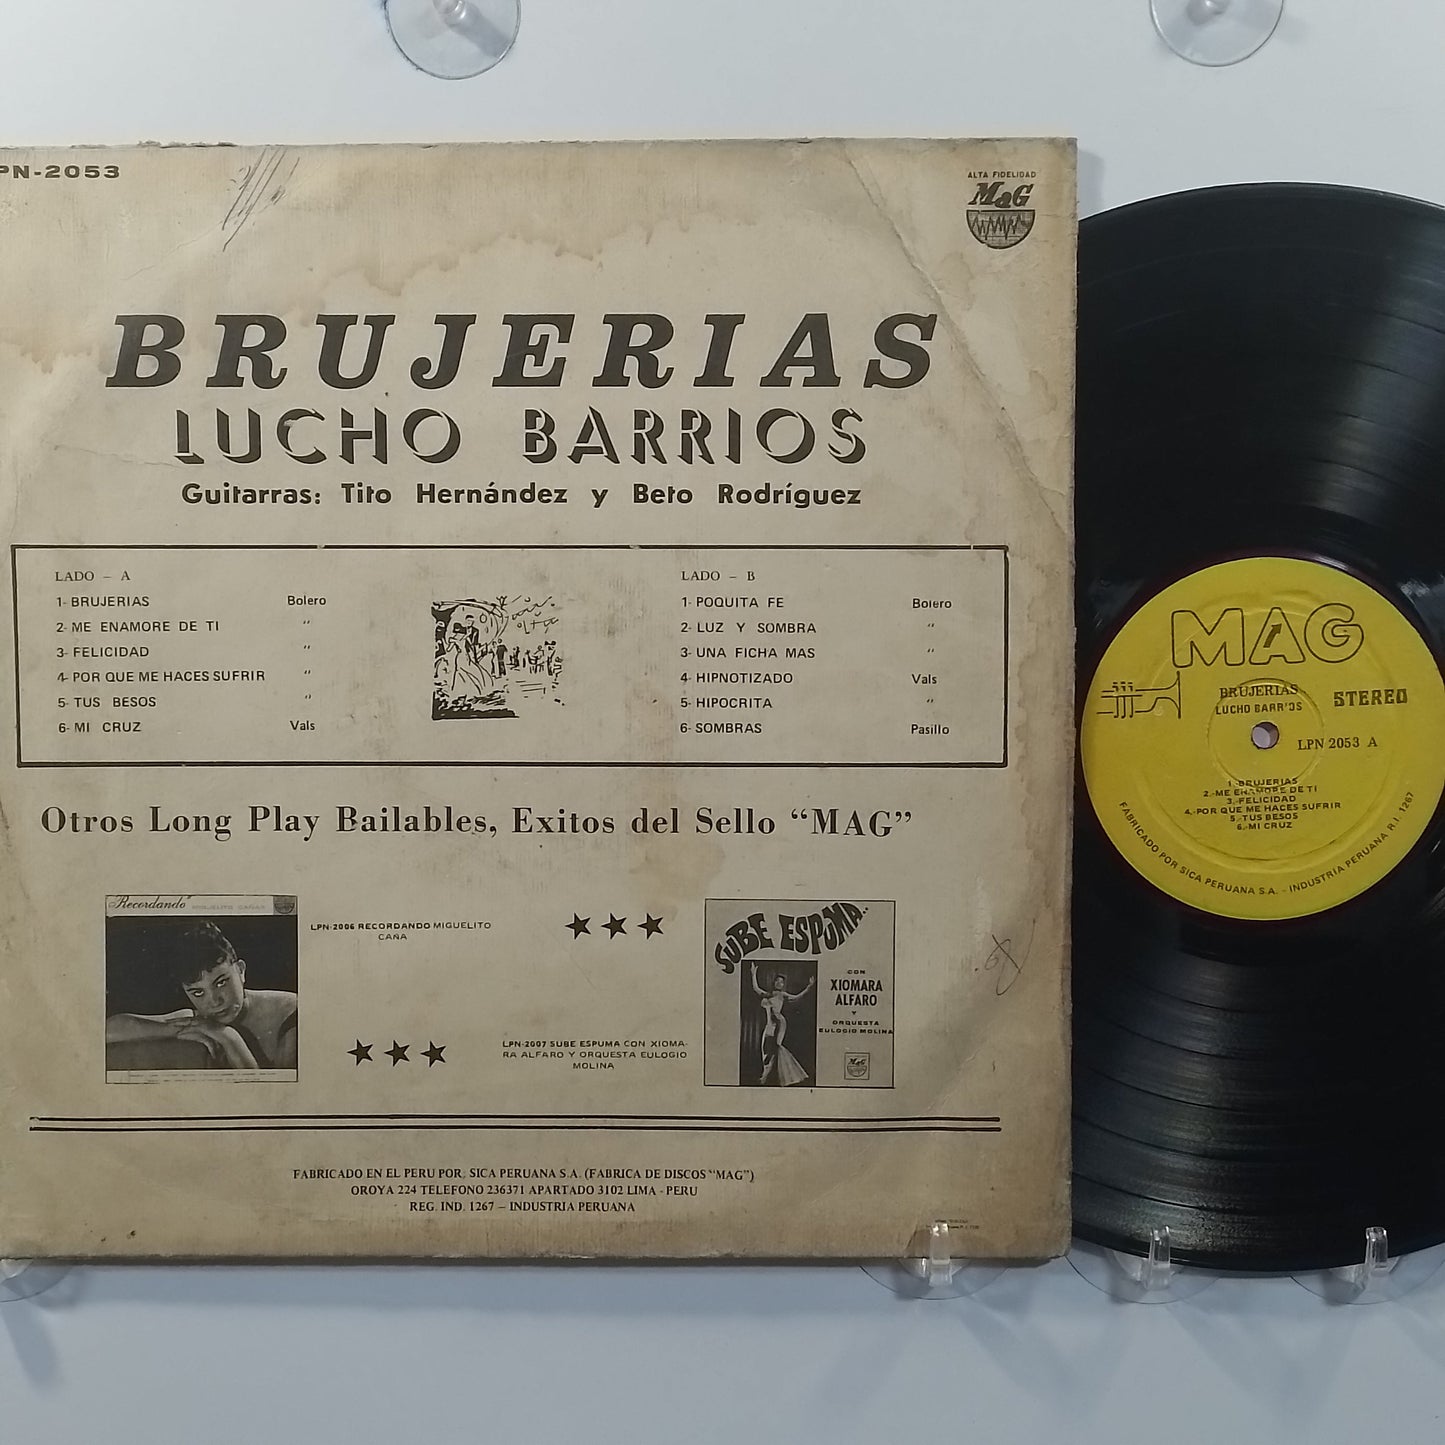 PN-2053
ALTA FIDELIDAD
MaG
BRUJERIAS
LUCHO BARRIOS
Guitarras: Tito Hernández y Beto Rodríguez
LADO - A
1- BRUJERIAS Bolero
2- ME ENAMORE DE TI "
3- FELICIDAD "
4- POR QUE ME HACES SUFRIR "
5- TUS BESOS "
6- MI CRUZ Vals
LADO - B
1- POQUITA FE Bolero
2- LUZ Y SOMBRA "
3- UNA FICHA MAS "
4- HIPNOTIZADO Vals
5- HIPOCRITA "
6- SOMBRAS Pasillo
Otros Long Play Bailables, Exitos del Sello "MAG"
"Recordando"
LPN-2006 RECORDANDO MIGUELITO
CAÑA
SUBE ESPUMA..
CON
XIOMARA
ALFARO
Y
ORQUESTA
EULOGIO MOLINA
MaG
LPN-2007 SUBE ESPUMA CON XIOMA-
RA ALFARO Y ORQUESTA EULOGIO
MOLINA
FABRICADO EN EL PERU POR, SICA PERUANA S.A. (FABRICA DE DISCOS "MAG")
OROYA 224 TELEFONO 236371 APARTADO 3102 LIMA - PERU
REG. IND. 1267 – INDUSTRIA PERUANA
MAG
BRUJERIAS
LUCHO BARRIOS
STEREO
LPN 2053 A
1.-BRUJERIAS
2.-ME ENAMORE DE TI
3.-FELICIDAD
4.-POR QUE ME HACES SUFRIR
5.-TUS BESOS
6.-MI CRUZ
FABRICADO POR SICA PERUANA S.A. - INDUSTRIA PERUANA R.I. 1267